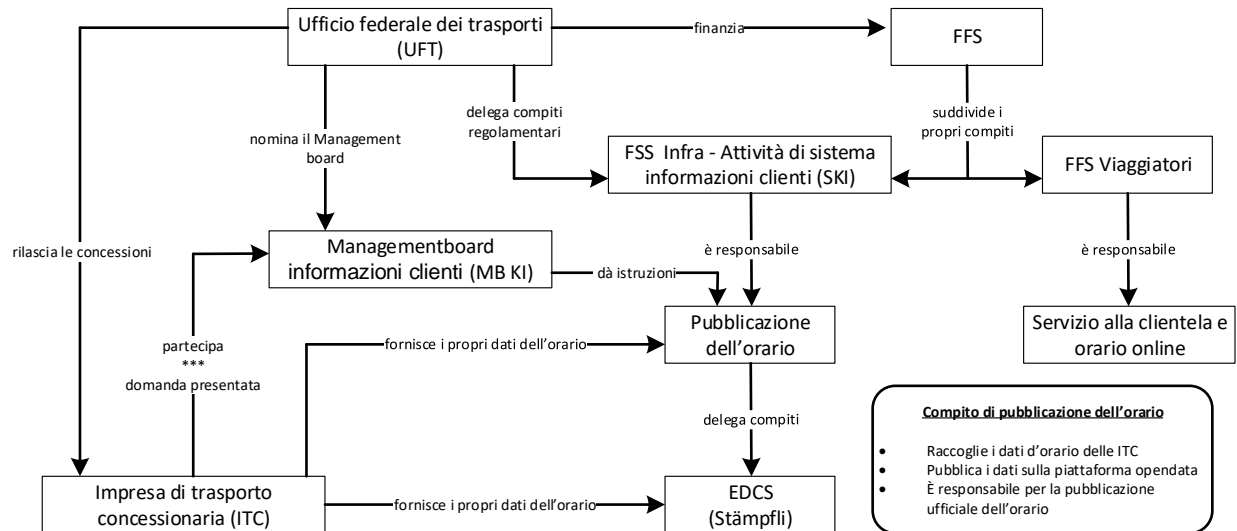 Ufficio federale dei trasporti
(UFT)
finanzia
FFS
delega compiti
regolamentari
suddivide i
propri compiti
nomina il Management
board
FSS Infra - Attività di sistema
informazioni clienti (SKI)
FFS Viaggiatori
rilascia le concessioni
Managementboard
informazioni clienti (MB KI)
è responsabile
è responsabile
dà istruzioni
Pubblicazione
dell'orario
Servizio alla clientela e
orario online
partecipa
***
domanda presentata
fornisce i propri dati dell'orario
delega compiti
Compito di pubblicazione dell'orario
• Raccoglie i dati d'orario delle ITC
• Pubblica i dati sulla piattaforma opendata
• È responsabile per la pubblicazione
ufficiale dell'orario
Impresa di trasporto
concessionaria (ITC)
fornisce i propri dati dell'orario
EDCS
(Stämpfli)